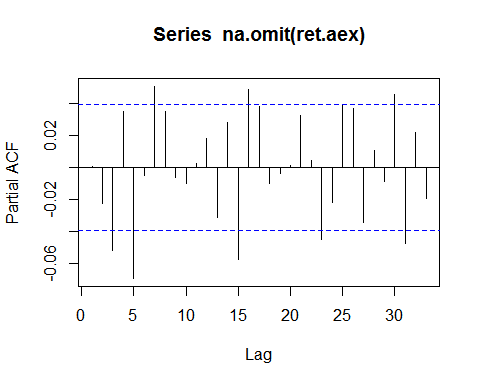 Series  na.omit(ret.aex)
Partial ACF
0.02
-0.02
-0.06
0 5 10 15 20 25 30
Lag